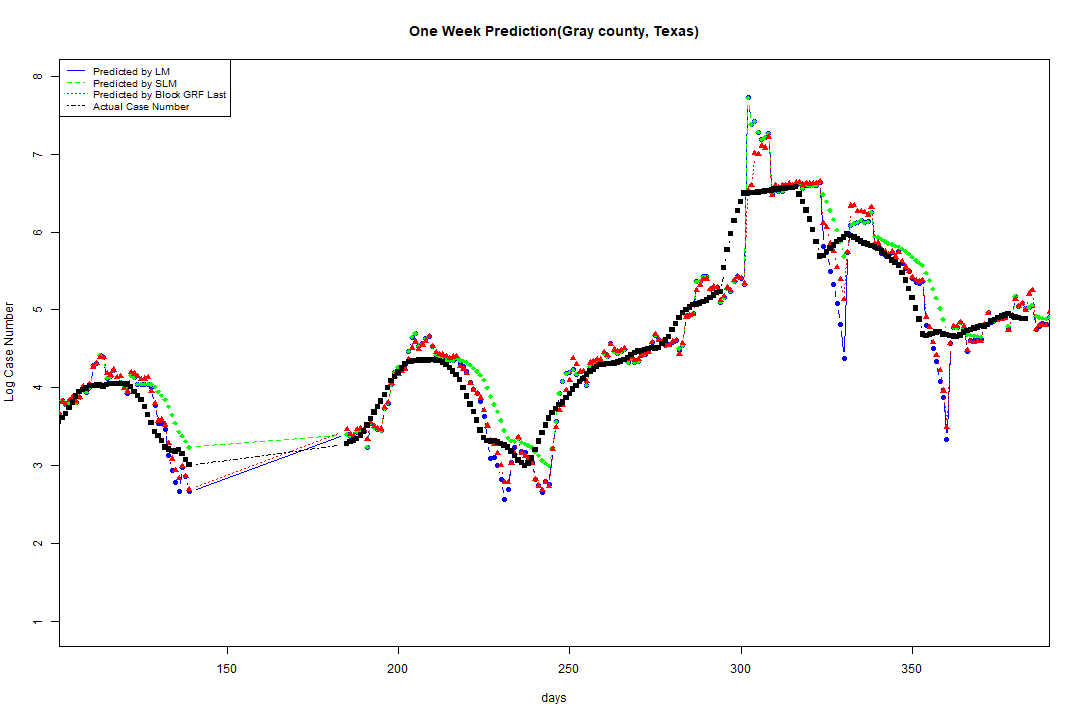 One Week Prediction(Gray county, Texas)
Predicted by LM
Predicted by SLM
Predicted by Block GRF Last
Actual Case Number
8
7
6
5
4
3
2
1
Log Case Number
150
200
250
300
350
days